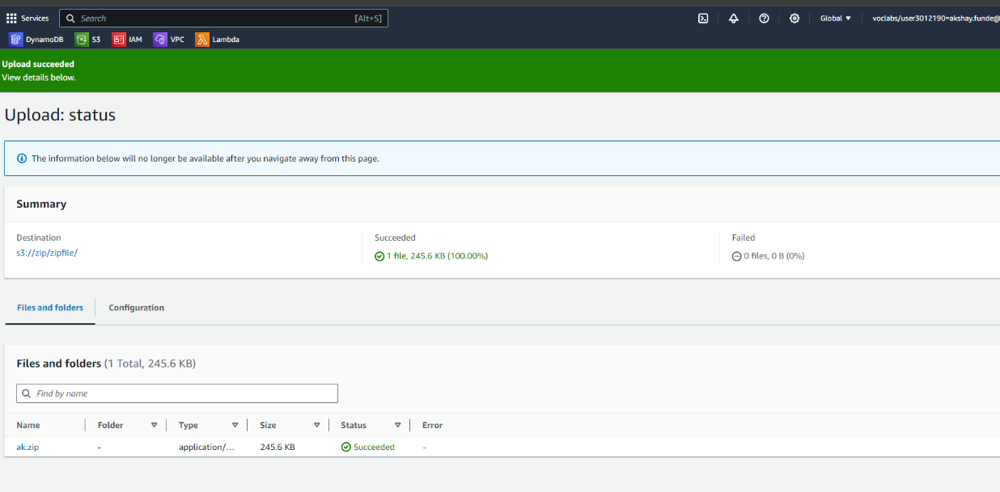 Services
Search
[Alt+S]
Global
voclabs/user3012190=akshay.funde@
DynamoDB
S3
IAM
VPC
Lambda
Upload succeeded
View details below.
Upload: status
The information below will no longer be available after you navigate away from this page.
Summary
Destination
Succeeded
Failed
s3://zip/zipfile/
1 file, 245.6 KB (100.00%)
0 files, 0 B (0%)
Files and folders
Configuration
Files and folders (1 Total, 245.6 KB)
Find by name
Name
Folder
Type
Size
Status
Error
ak.zip
-
application/...
245.6 KB
Succeeded
-